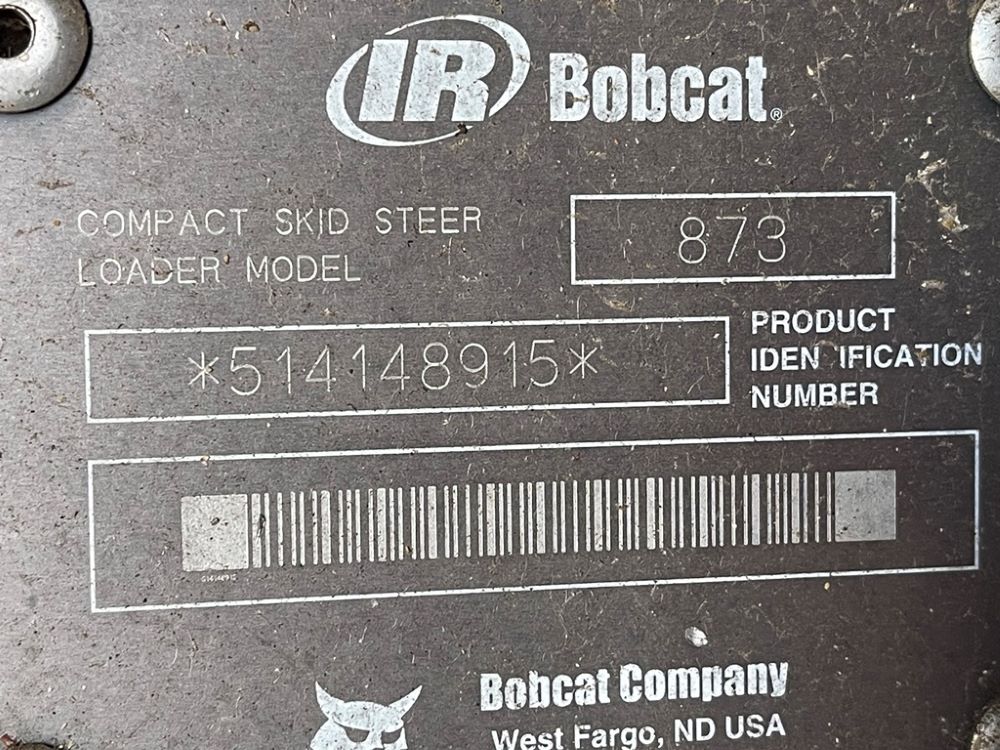 IR Bobcat®
COMPACT SKID STEER
LOADER MODEL
873
*514148915*
PRODUCT
IDEN IFICATION
NUMBER
514148915
Bobcat Company
West Fargo, ND USA